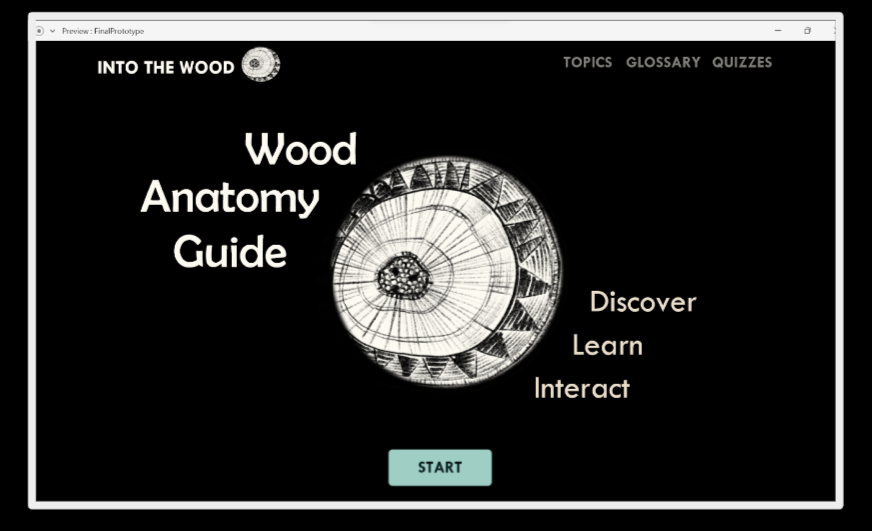 Preview : FinalPrototype
INTO THE WOOD
TOPICS GLOSSARY QUIZZES
Wood
Anatomy
Guide
Discover
Learn
Interact
START